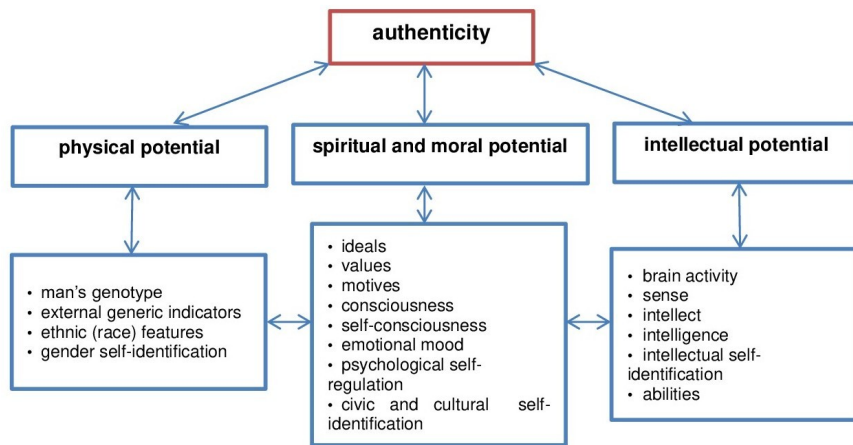 authenticity
physical potential
spiritual and moral potential
intellectual potential
• man's genotype
• external generic indicators
• ethnic (race) features
• gender self-identification
• ideals
• values
• motives
• consciousness
• self-consciousness
• emotional mood
• psychological self-
regulation
• civic and cultural self-
identification
• brain activity
• sense
• intellect
• intelligence
• intellectual self-
identification
• abilities